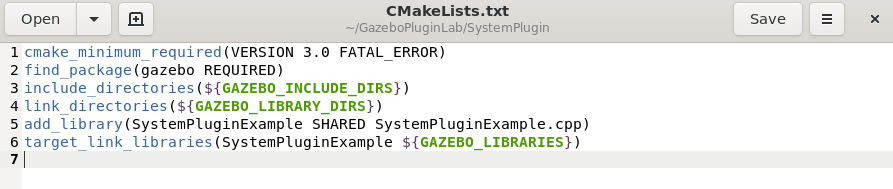 Open
CMakeLists.txt
~/GazeboPluginLab/SystemPlugin
Save
1 cmake_minimum_required(VERSION 3.0 FATAL_ERROR)
2 find_package(gazebo REQUIRED)
3 include_directories(${GAZEBO_INCLUDE_DIRS})
4 link_directories(${GAZEBO_LIBRARY_DIRS})
5 add_library(SystemPluginExample SHARED SystemPluginExample.cpp)
6 target_link_libraries(SystemPluginExample ${GAZEBO_LIBRARIES})
7